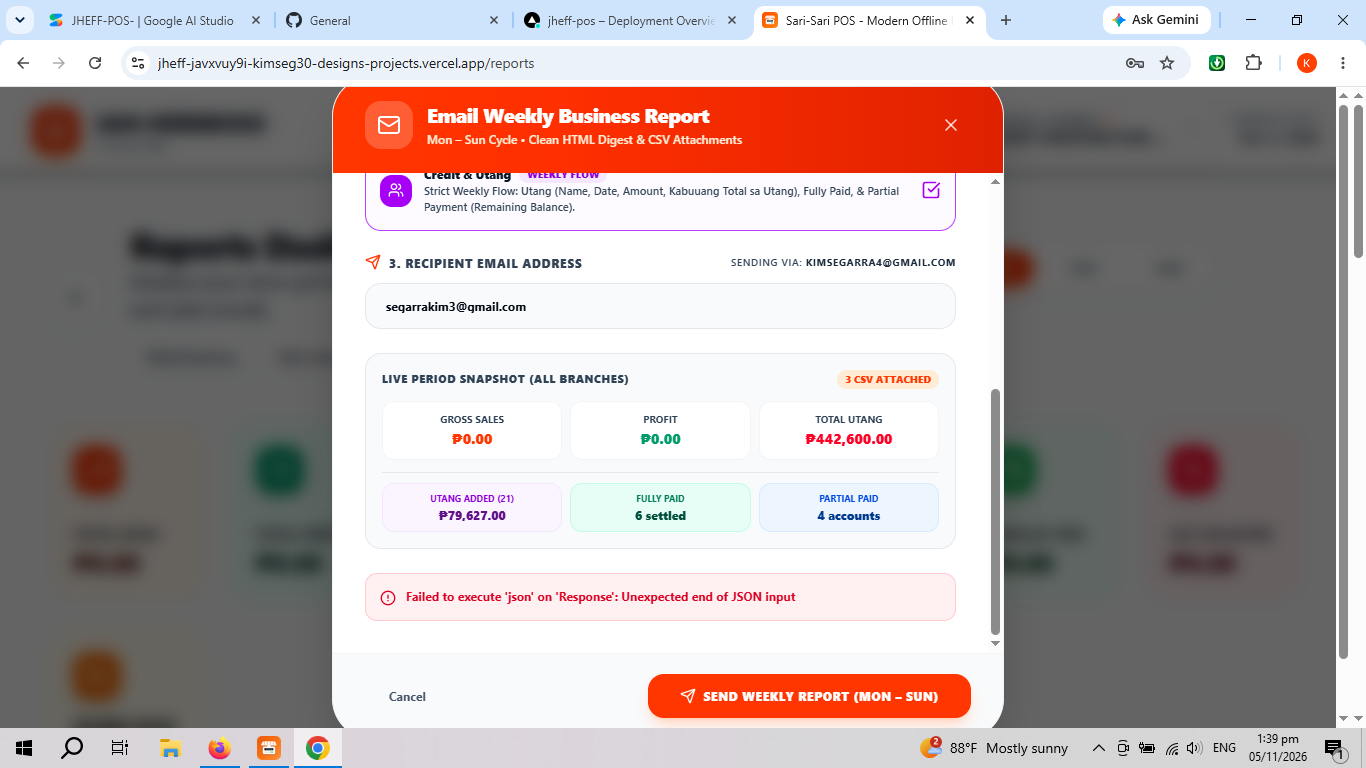 JHEFF-POS- | Google AI Studio
General
jheff-pos – Deployment Overvie
Sari-Sari POS - Modern Offline
Ask Gemini
jheff-javxvuy9i-kimseg30-designs-projects.vercel.app/reports
K
Email Weekly Business Report
Mon – Sun Cycle • Clean HTML Digest & CSV Attachments
Credit & Utang WEEKLY FLOW
Strict Weekly Flow: Utang (Name, Date, Amount, Kabuuang Total sa Utang), Fully Paid, & Partial
Payment (Remaining Balance).
3. RECIPIENT EMAIL ADDRESS
SENDING VIA: KIMSEGARRA4@GMAIL.COM
segarrakim3@gmail.com
LIVE PERIOD SNAPSHOT (ALL BRANCHES)
3 CSV ATTACHED
GROSS SALES
₱0.00
PROFIT
₱0.00
TOTAL UTANG
₱442,600.00
UTANG ADDED (21)
₱79,627.00
FULLY PAID
6 settled
PARTIAL PAID
4 accounts
Failed to execute 'json' on 'Response': Unexpected end of JSON input
Cancel
SEND WEEKLY REPORT (MON – SUN)
2
88°F Mostly sunny
ENG
1:39 pm
05/11/2026
1